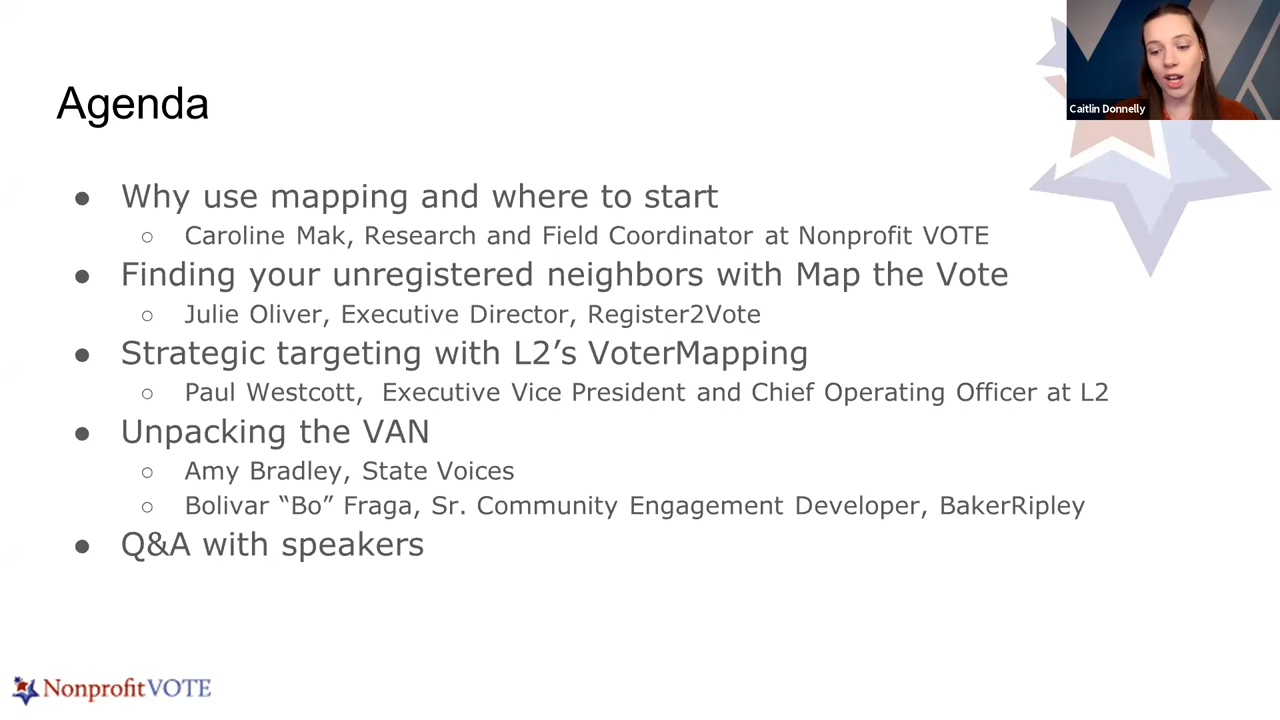 Caitlin Donnelly
Agenda
● Why use mapping and where to start
○ Caroline Mak, Research and Field Coordinator at Nonprofit VOTE
● Finding your unregistered neighbors with Map the Vote
○ Julie Oliver, Executive Director, Register2Vote
● Strategic targeting with L2’s VoterMapping
○ Paul Westcott,  Executive Vice President and Chief Operating Officer at L2
● Unpacking the VAN
○ Amy Bradley, State Voices
○ Bolivar “Bo” Fraga, Sr. Community Engagement Developer, BakerRipley
● Q&A with speakers
NonprofitVOTE